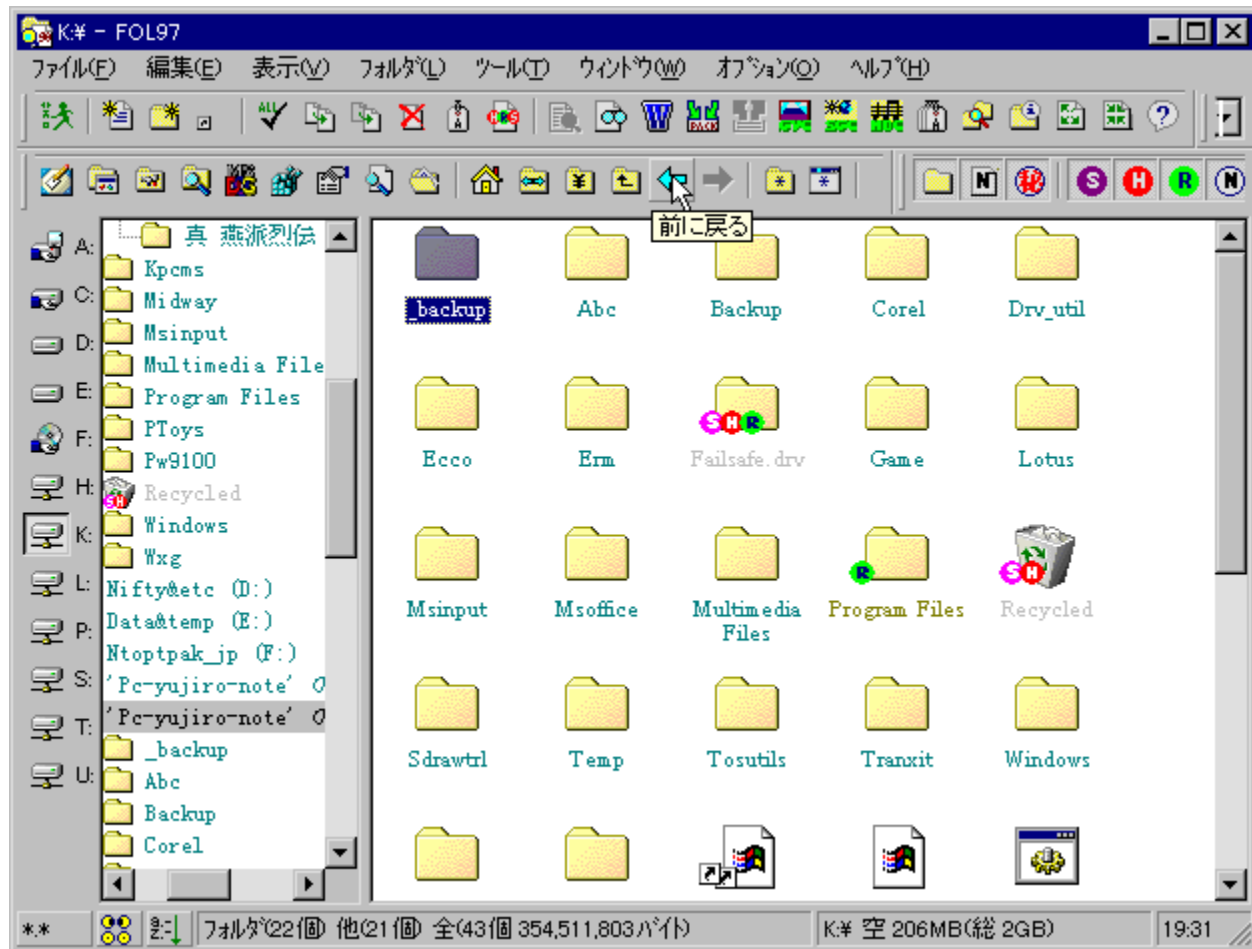 K:¥ - FOL97
ﾌｧｲﾙ(F) 編集(E) 表示(V) ﾌｫﾙﾀﾞ(L) ﾂｰﾙ(T) ｳｨﾝﾄﾞｳ(W) ｵﾌﾟｼｮﾝ(O) ﾍﾙﾌﾟ(H)
ALL
PACK
前に戻る
秘 S H R N
A:
C:
D:
E:
F:
H:
K:
L:
P:
S:
T:
U:
真 燕派烈伝
Kpcms
Midway
Msinput
Multimedia File
Program Files
PToys
Pw9100
Recycled
Windows
Wxg
Nifty&etc (D:)
Data&temp (E:)
Ntoptpak_jp (F:)
'Pc-yujiro-note' の
'Pc-yujiro-note' の
_backup
Abc
Backup
Corel
_backup Abc Backup Corel Drv_util
S H R
Ecco Erm Failsafe.drv Game Lotus
R S H
Msinput Msoffice Multimedia Files Program Files Recycled
Sdrawtrl Temp Tosutils Tranxit Windows
*.* ﾌｫﾙﾀﾞ(22個) 他(21個) 全(43個 354,511,803ﾊﾞｲﾄ) K:¥ 空 206MB(総 2GB) 19:31